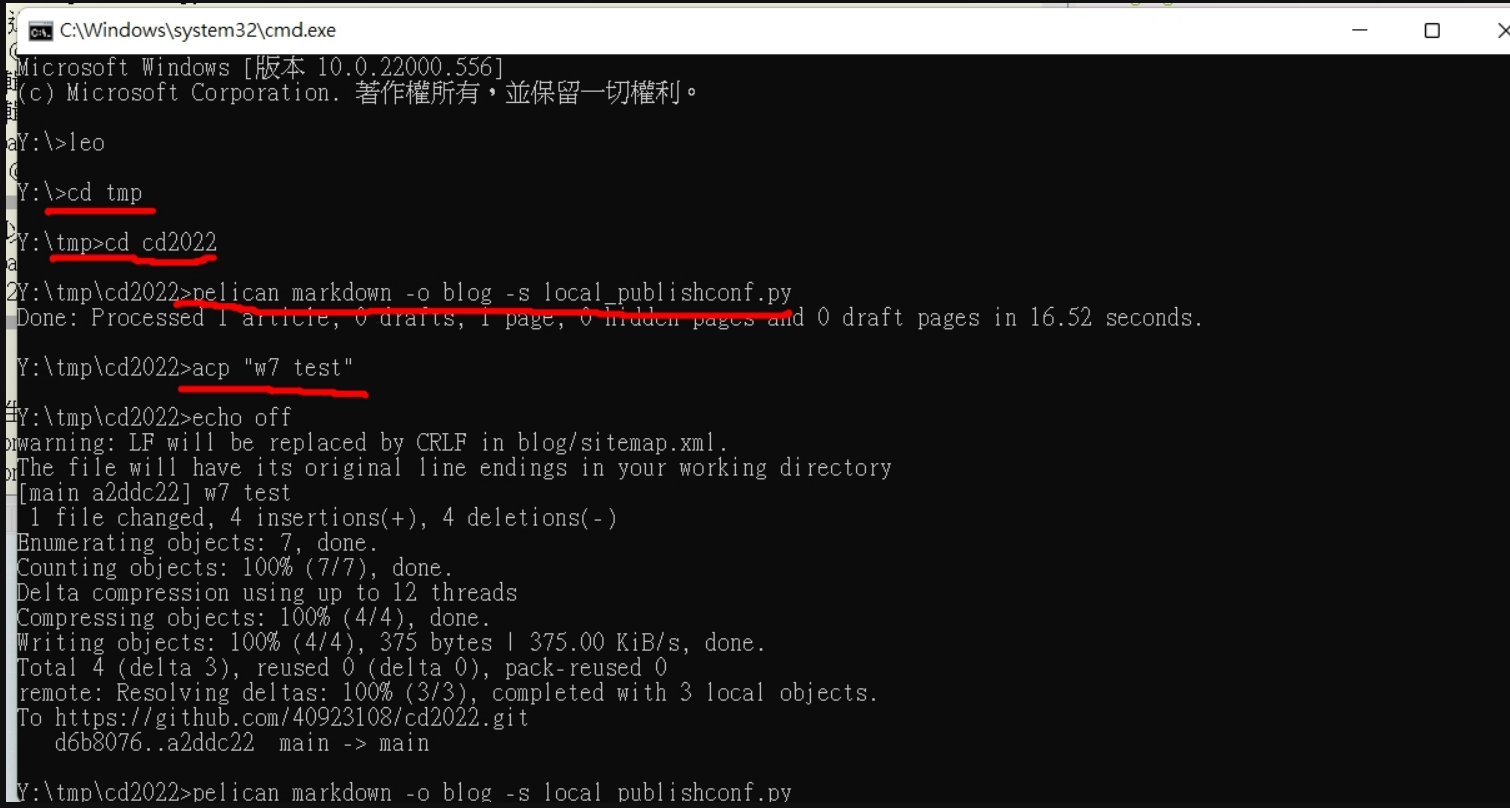 C:\Windows\system32\cmd.exe
Microsoft Windows [版本 10.0.22000.556]
(c) Microsoft Corporation. 著作權所有，並保留一切權利。
Y:\>leo
Y:\>cd tmp
Y:\tmp>cd cd2022
Y:\tmp\cd2022>pelican markdown -o blog -s local_publishconf.py
Done: Processed 1 article, 0 drafts, 1 page, 0 hidden pages and 0 draft pages in 16.52 seconds.
Y:\tmp\cd2022>acp "w7 test"
Y:\tmp\cd2022>echo off
warning: LF will be replaced by CRLF in blog/sitemap.xml.
The file will have its original line endings in your working directory
[main a2ddc22] w7 test
 1 file changed, 4 insertions(+), 4 deletions(-)
Enumerating objects: 7, done.
Counting objects: 100% (7/7), done.
Delta compression using up to 12 threads
Compressing objects: 100% (4/4), done.
Writing objects: 100% (4/4), 375 bytes | 375.00 KiB/s, done.
Total 4 (delta 3), reused 0 (delta 0), pack-reused 0
remote: Resolving deltas: 100% (3/3), completed with 3 local objects.
To https://github.com/40923108/cd2022.git
   d6b8076..a2ddc22  main -> main
Y:\tmp\cd2022>pelican markdown -o blog -s local_publishconf.py